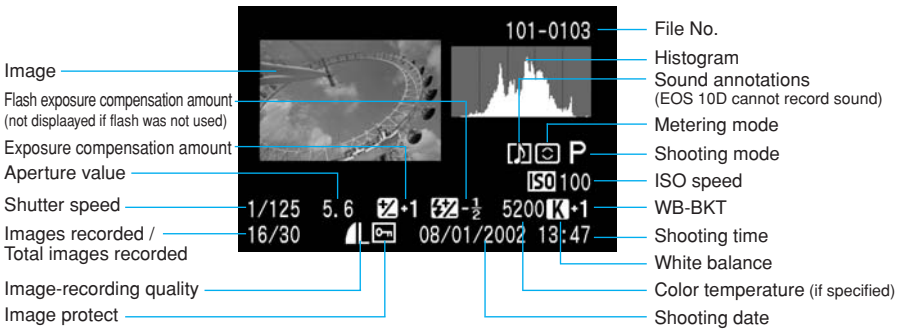 101-0103
File No.
Histogram
Image
Sound annotations
(EOS 10D cannot record sound)
Flash exposure compensation amount
(not displaayed if flash was not used)
Metering mode
Exposure compensation amount
P
Shooting mode
Aperture value
ISO 100
ISO speed
Shutter speed
1/125 5.6 +1 -1/2 5200 K +1
WB-BKT
Images recorded /
Total images recorded
16/30 L 08/01/2002 13:47
Shooting time
White balance
Image-recording quality
Color temperature (if specified)
Image protect
Shooting date